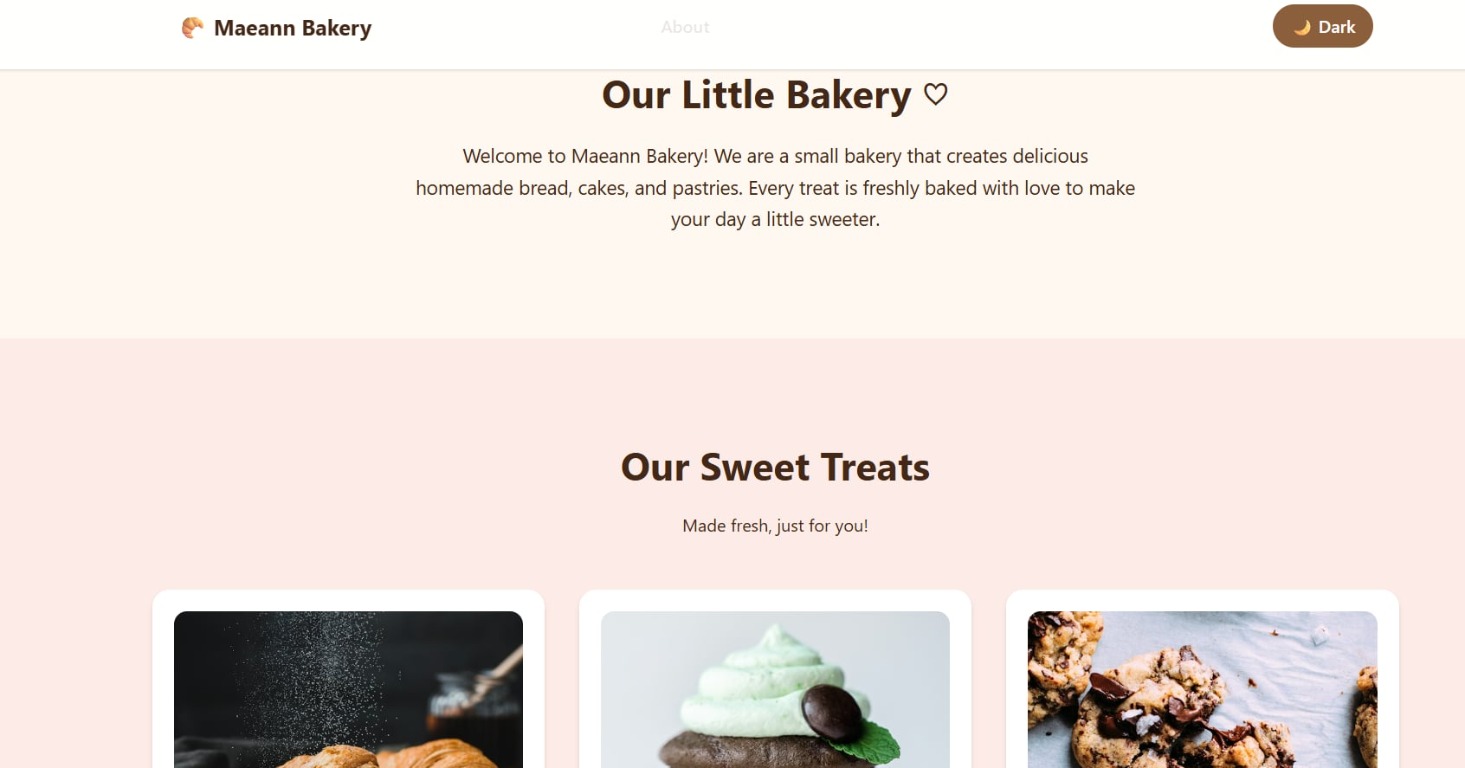 🥐 Maeann Bakery
About
🌙 Dark
Our Little Bakery ♡
Welcome to Maeann Bakery! We are a small bakery that creates delicious
homemade bread, cakes, and pastries. Every treat is freshly baked with love to make
your day a little sweeter.
Our Sweet Treats
Made fresh, just for you!